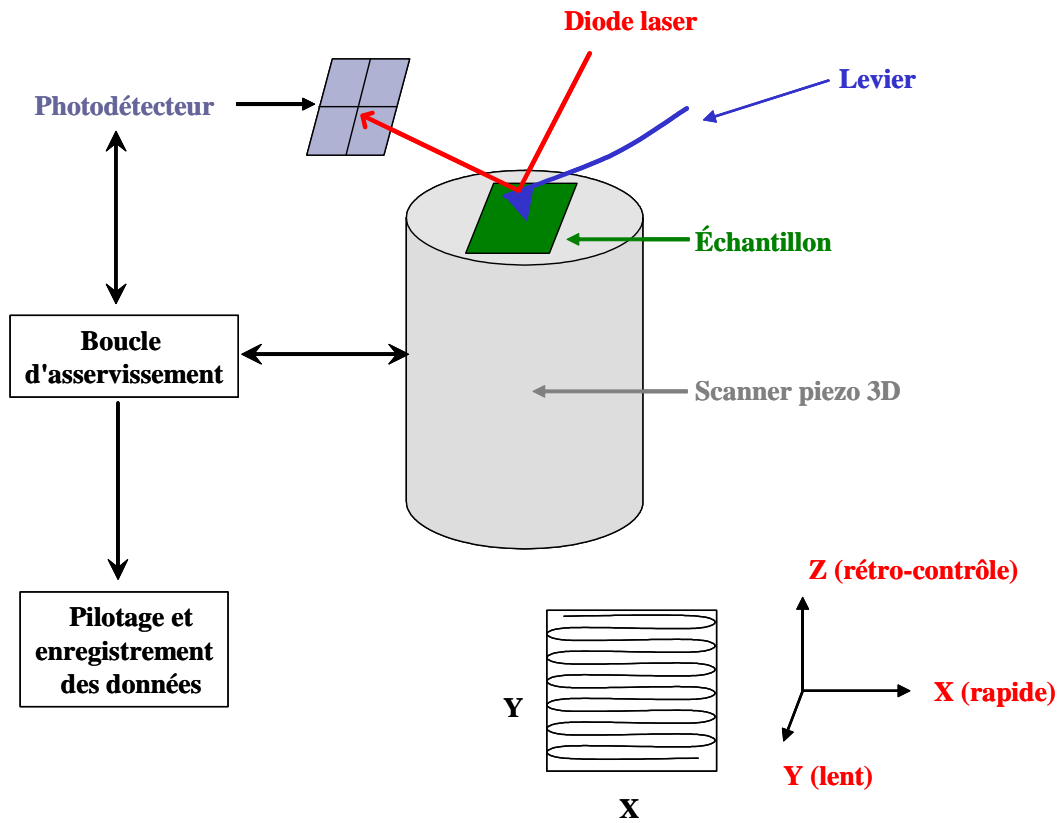 Diode laser
Levier
Photodétecteur
Échantillon
Boucle
d'asservissement
Scanner piezo 3D
Z (rétro-contrôle)
Pilotage et
enregistrement
des données
X (rapide)
Y
Y (lent)
X